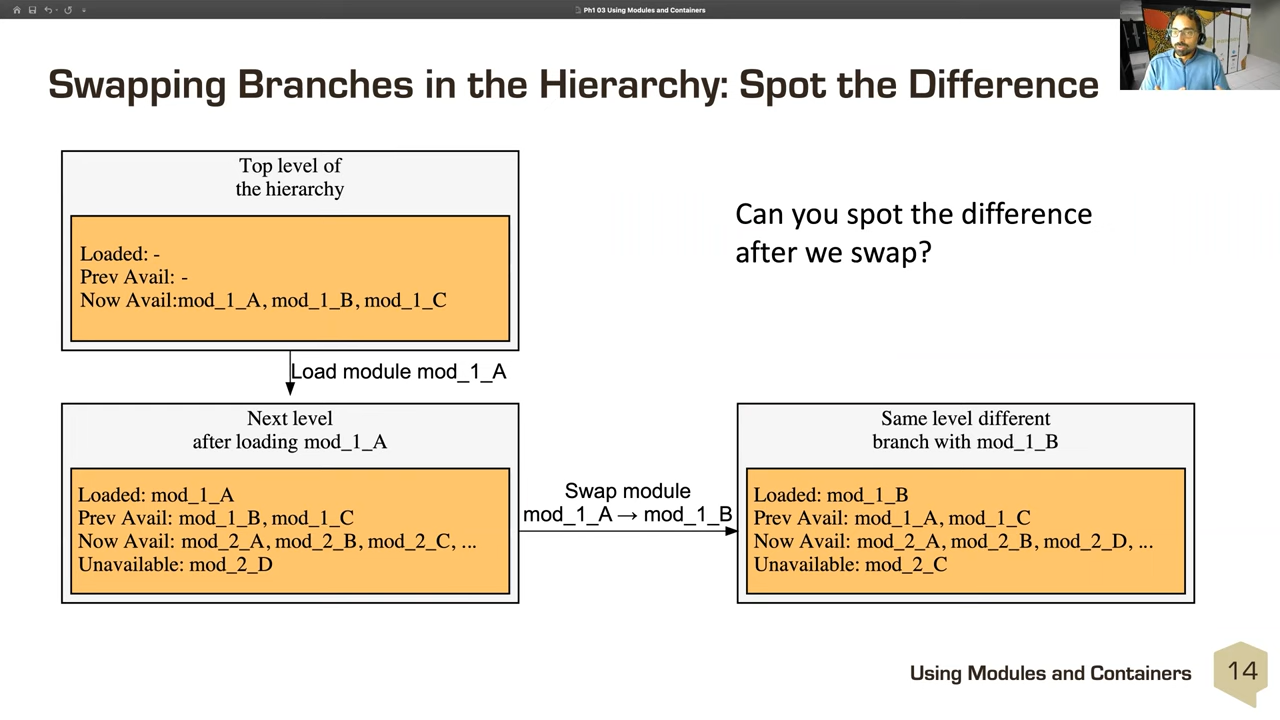 Ph1 03 Using Modules and Containers
Swapping Branches in the Hierarchy: Spot the Difference
Top level of
the hierarchy
Loaded: -
Prev Avail: -
Now Avail:mod_1_A, mod_1_B, mod_1_C
Can you spot the difference
after we swap?
Load module mod_1_A
Next level
after loading mod_1_A
Loaded: mod_1_A
Prev Avail: mod_1_B, mod_1_C
Now Avail: mod_2_A, mod_2_B, mod_2_C, ...
Unavailable: mod_2_D
Swap module
mod_1_A → mod_1_B
Same level different
branch with mod_1_B
Loaded: mod_1_B
Prev Avail: mod_1_A, mod_1_C
Now Avail: mod_2_A, mod_2_B, mod_2_D, ...
Unavailable: mod_2_C
Using Modules and Containers
14